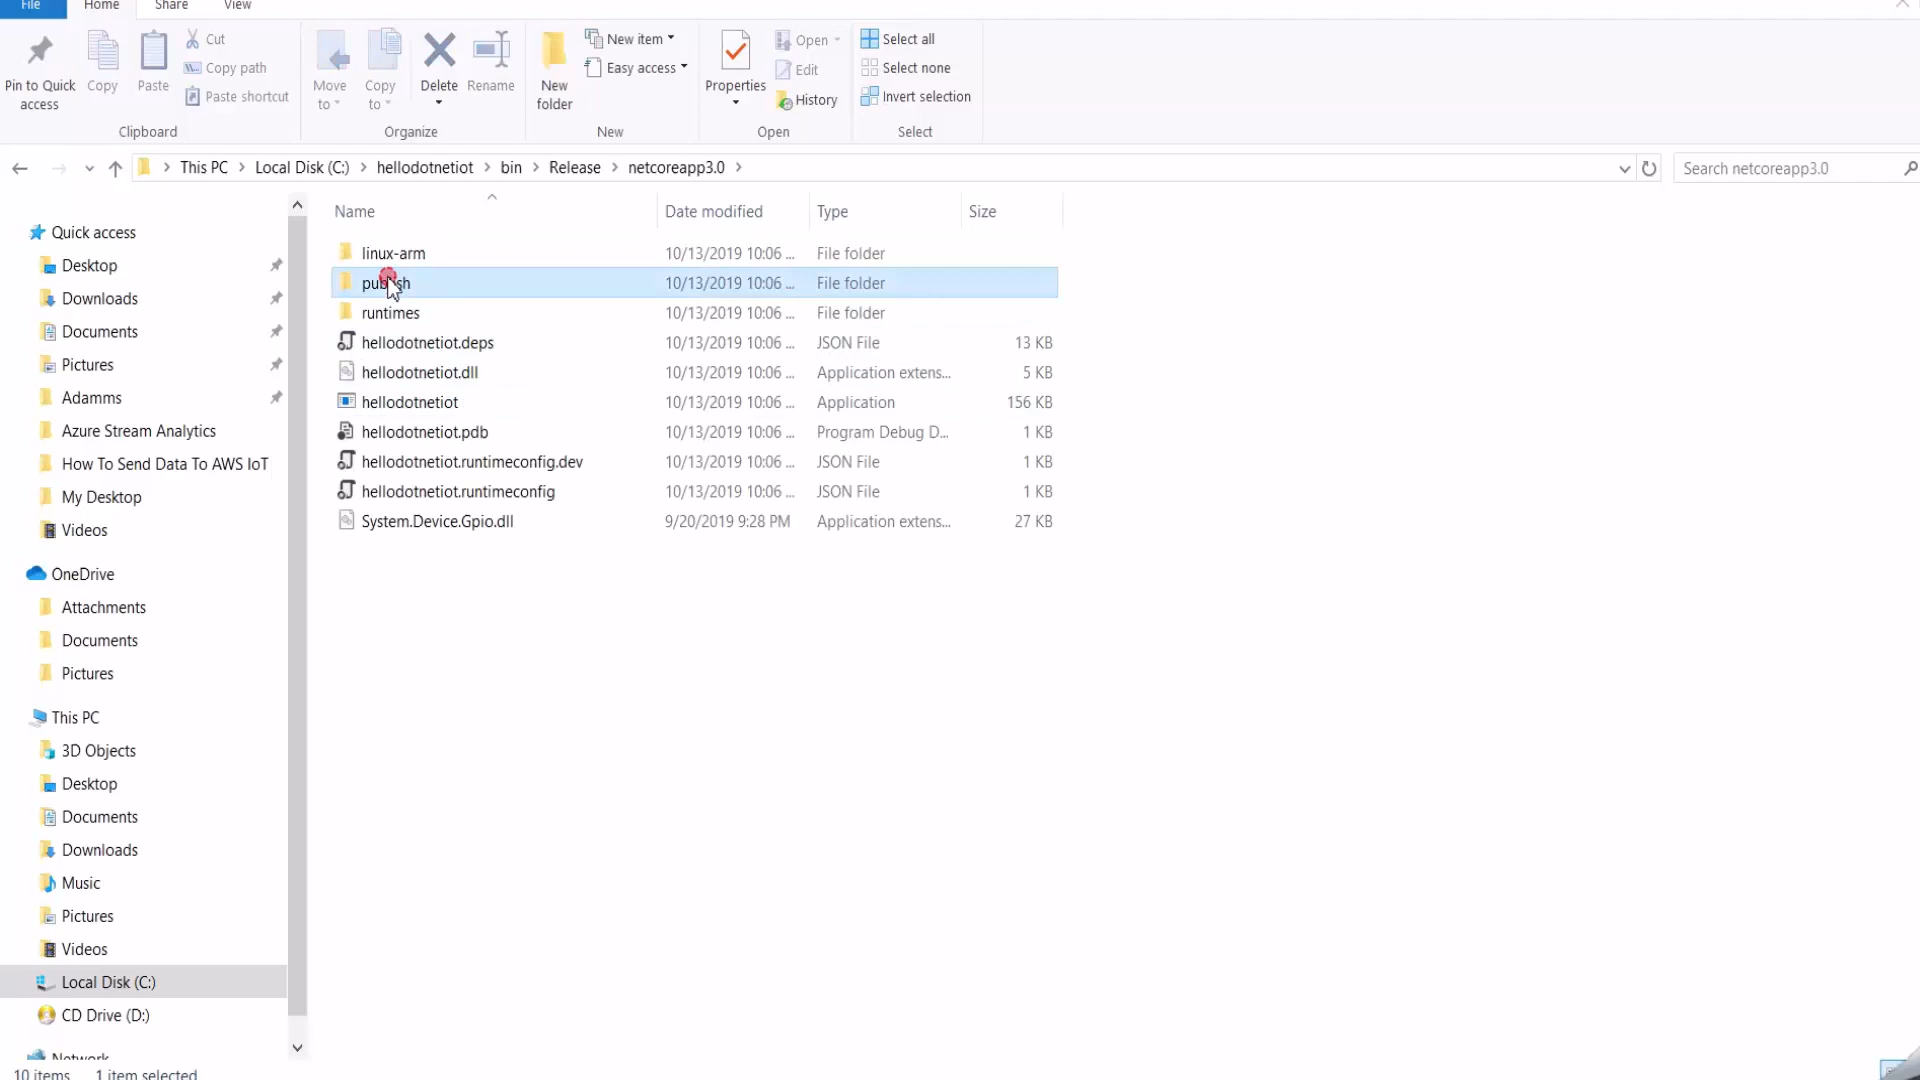 File Home Share View
Pin to Quick access
Copy
Paste
Cut
Copy path
Paste shortcut
Clipboard
Move to
Copy to
Delete
Rename
Organize
New folder
New item
Easy access
New
Properties
Open
Edit
History
Open
Select all
Select none
Invert selection
Select
This PC Local Disk (C:) hellodotnetiot bin Release netcoreapp3.0
Search netcoreapp3.0
Quick access
Desktop
Downloads
Documents
Pictures
Adamms
Azure Stream Analytics
How To Send Data To AWS IoT
My Desktop
Videos
OneDrive
Attachments
Documents
Pictures
This PC
3D Objects
Desktop
Documents
Downloads
Music
Pictures
Videos
Local Disk (C:)
CD Drive (D:)
Network
Name Date modified Type Size
linux-arm 10/13/2019 10:06 ... File folder
publish 10/13/2019 10:06 ... File folder
runtimes 10/13/2019 10:06 ... File folder
hellodotnetiot.deps 10/13/2019 10:06 ... JSON File 13 KB
hellodotnetiot.dll 10/13/2019 10:06 ... Application extens... 5 KB
hellodotnetiot 10/13/2019 10:06 ... Application 156 KB
hellodotnetiot.pdb 10/13/2019 10:06 ... Program Debug D... 1 KB
hellodotnetiot.runtimeconfig.dev 10/13/2019 10:06 ... JSON File 1 KB
hellodotnetiot.runtimeconfig 10/13/2019 10:06 ... JSON File 1 KB
System.Device.Gpio.dll 9/20/2019 9:28 PM Application extens... 27 KB
10 items 1 item selected